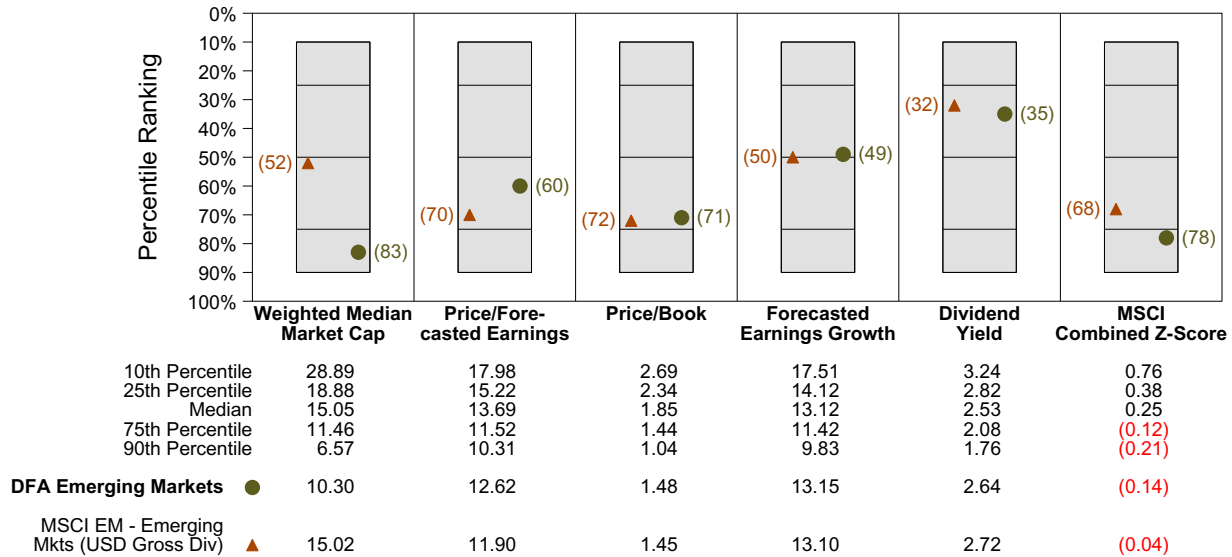 Percentile Ranking
0%
10%
20%
30%
40%
50%
60%
70%
80%
90%
100%
(52)
(83)
(70)
(60)
(72)
(71)
(50)
(49)
(32)
(35)
(68)
(78)
Weighted Median Market Cap
Price/Fore-casted Earnings
Price/Book
Forecasted Earnings Growth
Dividend Yield
MSCI Combined Z-Score
10th Percentile 28.89 17.98 2.69 17.51 3.24 0.76
25th Percentile 18.88 15.22 2.34 14.12 2.82 0.38
Median 15.05 13.69 1.85 13.12 2.53 0.25
75th Percentile 11.46 11.52 1.44 11.42 2.08 (0.12)
90th Percentile 6.57 10.31 1.04 9.83 1.76 (0.21)
DFA Emerging Markets 10.30 12.62 1.48 13.15 2.64 (0.14)
MSCI EM - Emerging
Mkts (USD Gross Div) 15.02 11.90 1.45 13.10 2.72 (0.04)